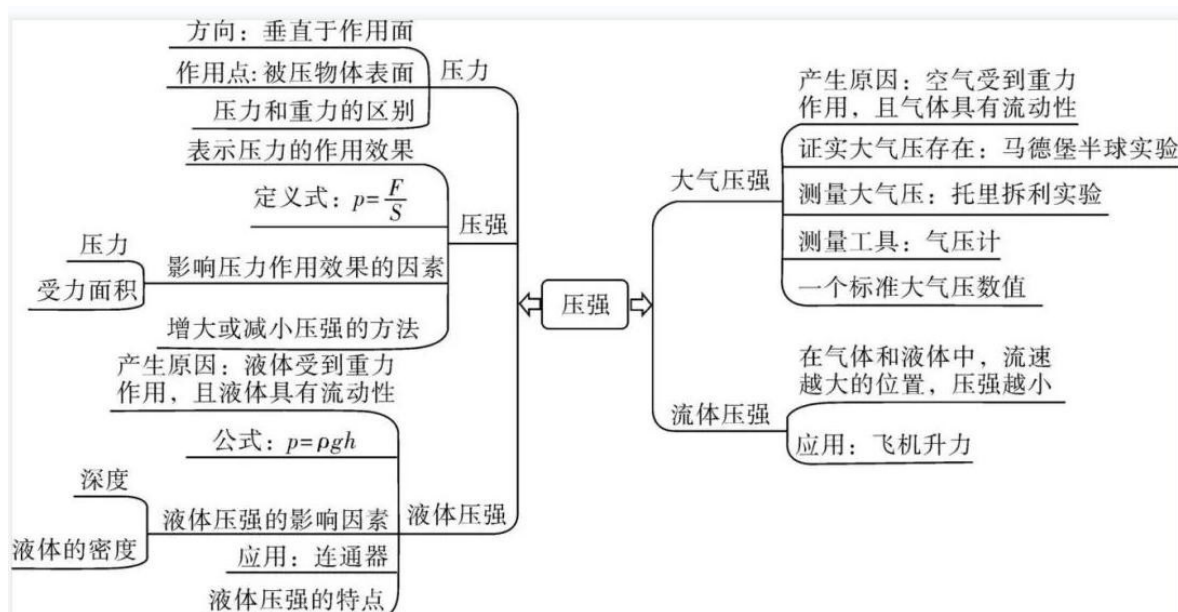 方向：垂直于作用面
作用点：被压物体表面
压力和重力的区别
压力
表示压力的作用效果
定义式：p=F/S
压力
受力面积
影响压力作用效果的因素
增大或减小压强的方法
压强
产生原因：液体受到重力
作用，且液体具有流动性
公式：p=ρgh
深度
液体的密度
液体压强的影响因素
应用：连通器
液体压强的特点
液体压强
压强
大气压强
产生原因：空气受到重力
作用，且气体具有流动性
证实大气压存在：马德堡半球实验
测量大气压：托里拆利实验
测量工具：气压计
一个标准大气压数值
流体压强
在气体和液体中，流速
越大的位置，压强越小
应用：飞机升力